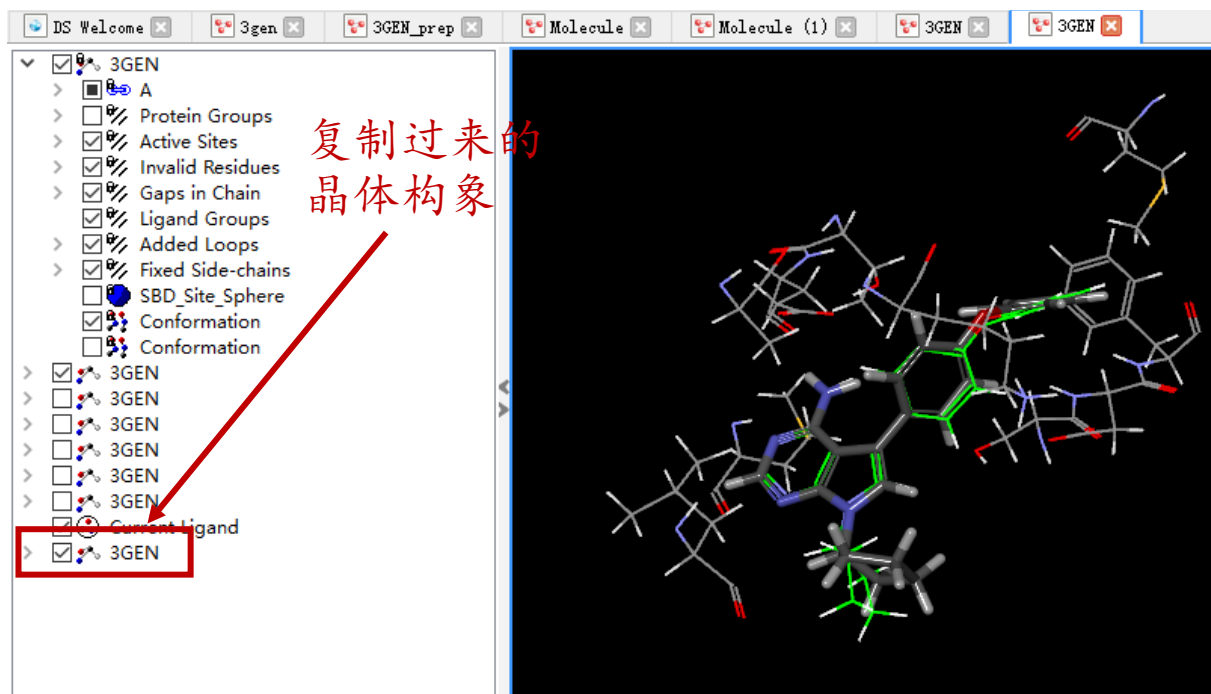 DS Welcome
3gen
3GEN_prep
Molecule
Molecule (1)
3GEN
3GEN
3GEN
A
Protein Groups
Active Sites
Invalid Residues
Gaps in Chain
Ligand Groups
Added Loops
Fixed Side-chains
SBD_Site_Sphere
Conformation
Conformation
3GEN
3GEN
3GEN
3GEN
3GEN
3GEN
Current Ligand
3GEN
复制过来的
晶体构象